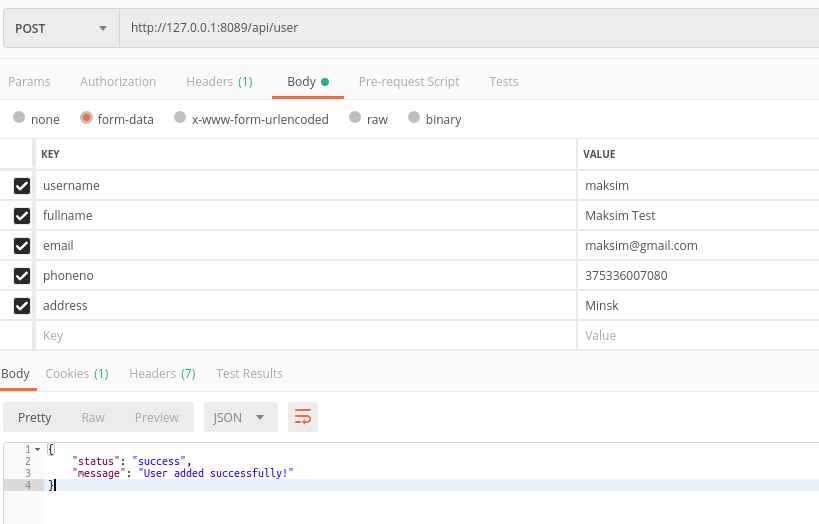 POST http://127.0.0.1:8089/api/user
Params Authorization Headers (1) Body Pre-request Script Tests
none form-data x-www-form-urlencoded raw binary
KEY VALUE
username maksim
fullname Maksim Test
email maksim@gmail.com
phoneno 375336007080
address Minsk
Key Value
Body Cookies (1) Headers (7) Test Results
Pretty Raw Preview JSON
1 {
2 "status": "success",
3 "message": "User added successfully!"
4 }